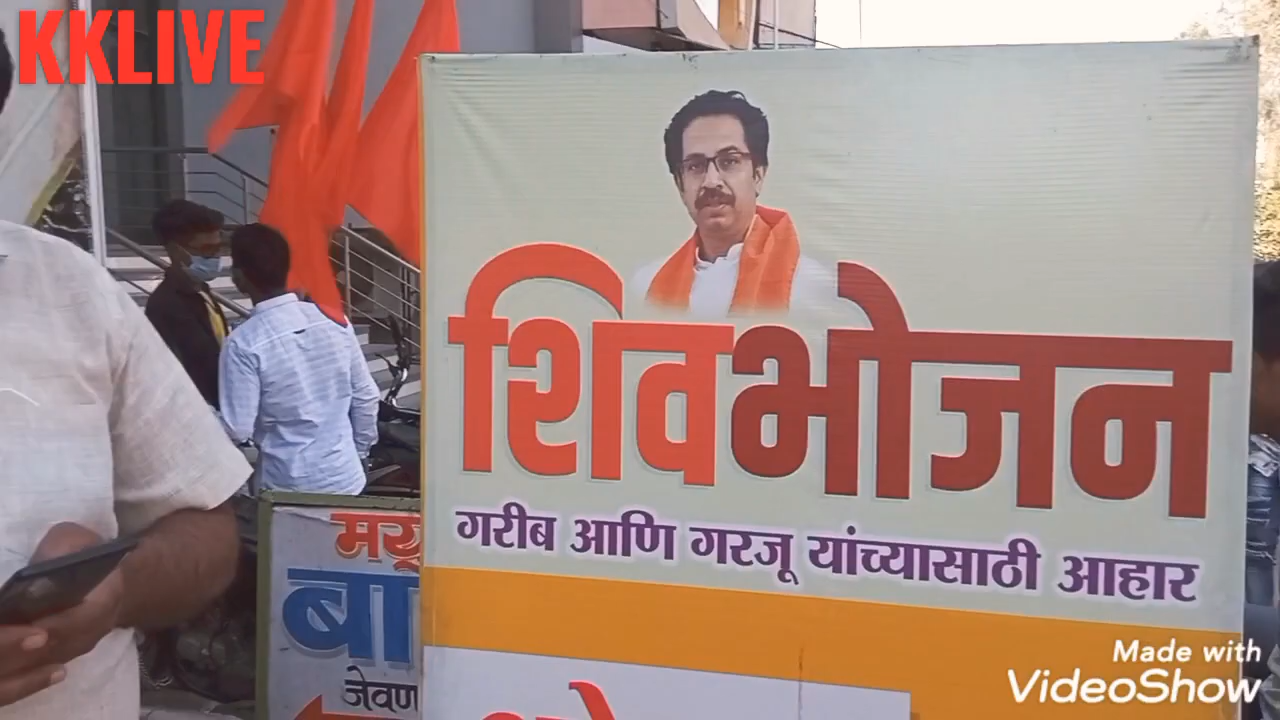 KKLIVE
शिवभोजन
गरीब आणि गरजू यांच्यासाठी आहार
जेवण
Made with
VideoShow